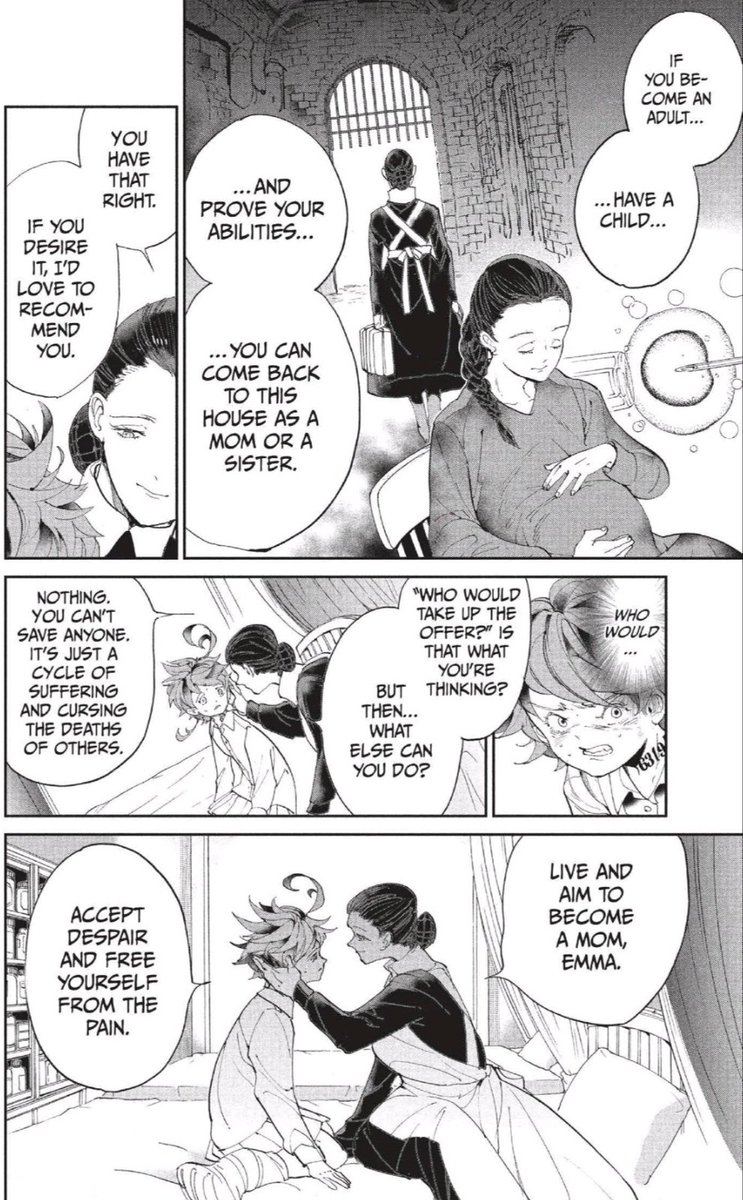 IF
YOU BE-
COME AN
ADULT...
...HAVE A
CHILD...
...AND
PROVE YOUR
ABILITIES...
...YOU CAN
COME BACK
TO THIS
HOUSE AS A
MOM OR A
SISTER.
YOU
HAVE
THAT
RIGHT.
IF YOU
DESIRE
IT, I'D
LOVE TO
RECOM-
MEND
YOU.
WHO
WOULD
...
6319
"WHO WOULD
TAKE UP THE
OFFER?" IS
THAT WHAT
YOU'RE
THINKING?
BUT
THEN...
WHAT
ELSE CAN
YOU DO?
NOTHING.
YOU CAN'T
SAVE ANYONE.
IT'S JUST A
CYCLE OF
SUFFERING
AND CURSING
THE DEATHS
OF OTHERS.
LIVE AND
AIM TO
BECOME
A MOM,
EMMA.
ACCEPT
DESPAIR
AND FREE
YOURSELF
FROM THE
PAIN.